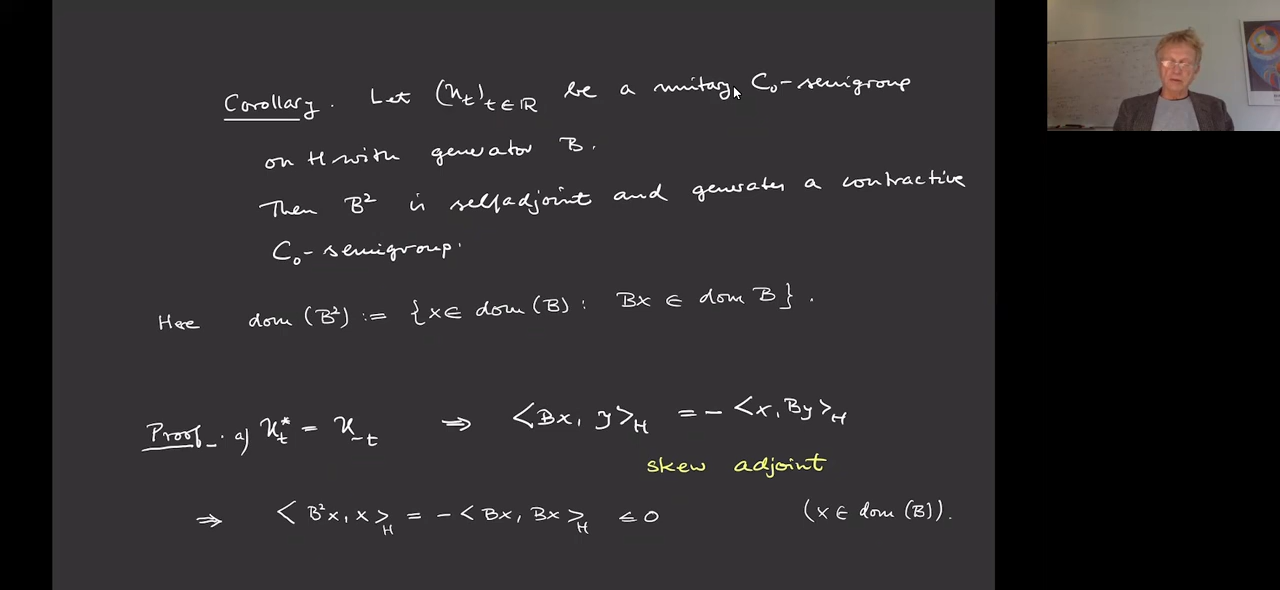 Corollary. Let (U_t)_{t∈ℝ} be a unitary C_0-semigroup
on H with generator B.
Then B² is selfadjoint and generates a contractive
C_0-semigroup.
Here dom (B²) := {x ∈ dom (B) : Bx ∈ dom B}.
Proof. a) U_t^* = U_{-t} ⇒ <Bx, y>_H = - <x, By>_H
skew adjoint
⇒ <B²x, x>_H = - <Bx, Bx>_H ≤ 0 (x ∈ dom (B)).